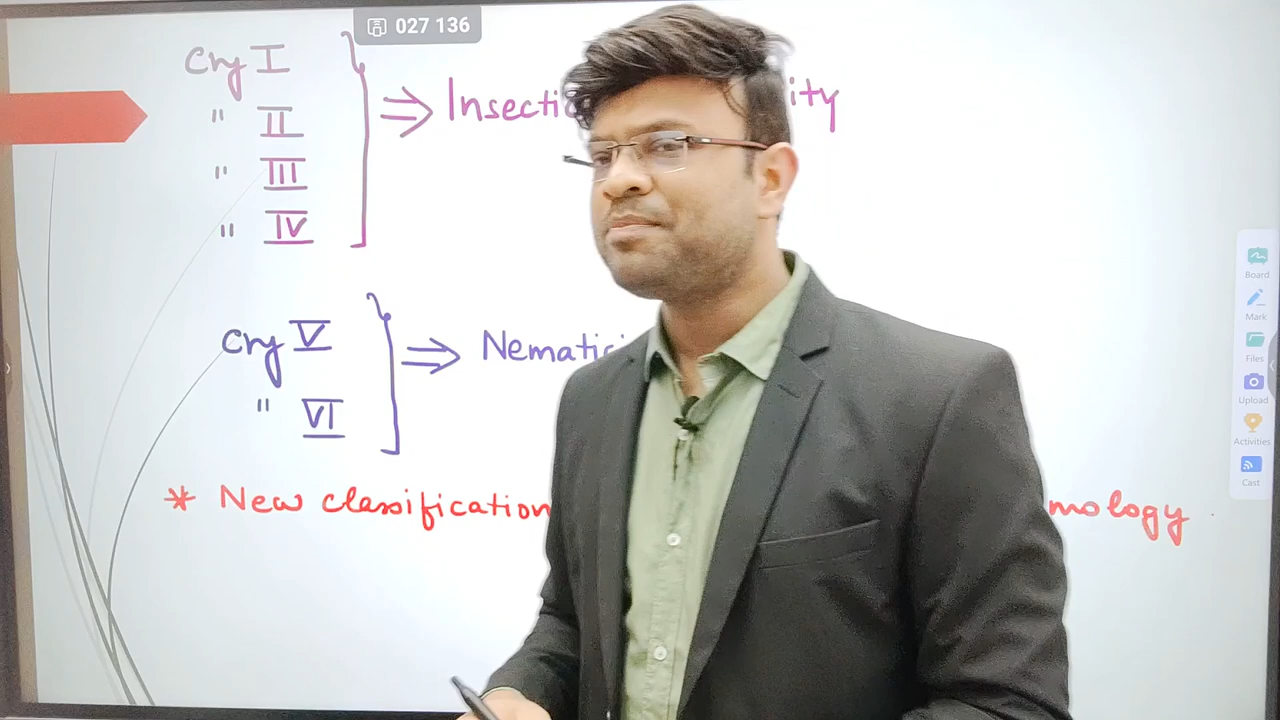 027 136
Cry I
" II
" III
" IV
⇒ Insecti ity
Cry V
" VI
⇒ Nematici
* New classification mology
Board
Mark
Files
Upload
Activities
Cast